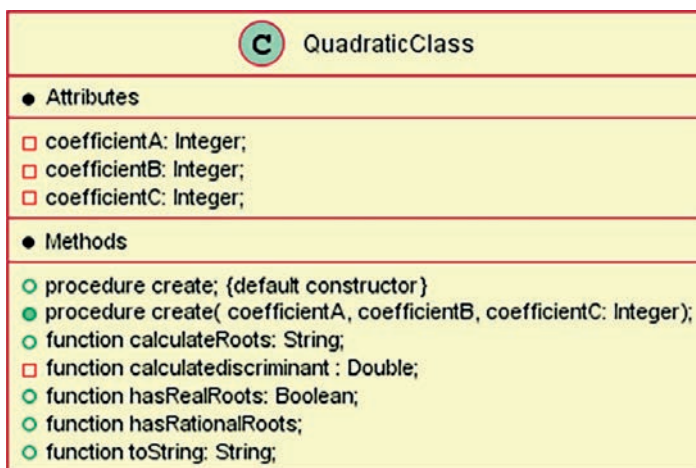 C QuadraticClass
● Attributes
coefficientA: Integer;
coefficientB: Integer;
coefficientC: Integer;
● Methods
procedure create; {default constructor}
procedure create( coefficientA, coefficientB, coefficientC: Integer);
function calculateRoots: String;
function calculatediscriminant : Double;
function hasRealRoots: Boolean;
function hasRationalRoots;
function toString: String;